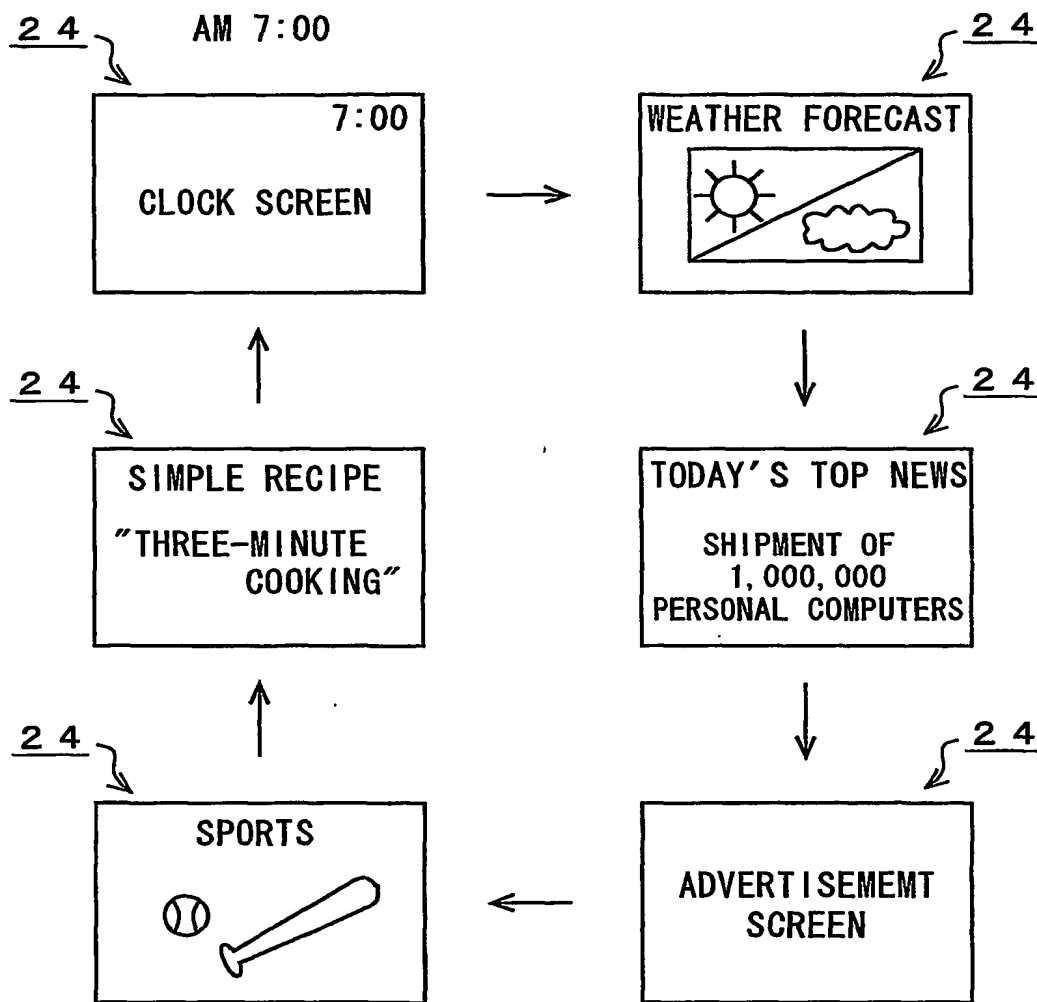 24
AM 7:00
24
7:00
CLOCK SCREEN
WEATHER FORECAST
24
24
SIMPLE RECIPE
"THREE-MINUTE
COOKING"
TODAY'S TOP NEWS
SHIPMENT OF
1,000,000
PERSONAL COMPUTERS
24
24
SPORTS
ADVERTISEMEMT
SCREEN